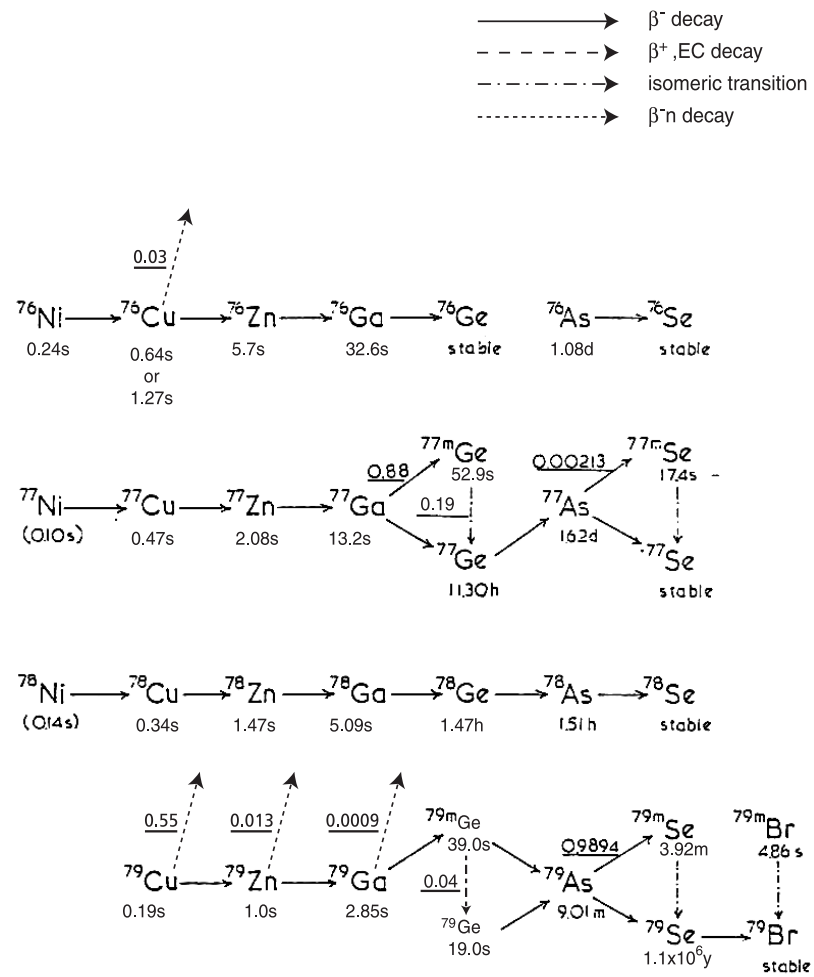 β⁻ decay
β⁺ ,EC decay
isomeric transition
β⁻n decay
0.03
⁷⁶Ni ⁷⁶Cu ⁷⁶Zn ⁷⁶Ga ⁷⁶Ge ⁷⁶As ⁷⁶Se
0.24s 0.64s 5.7s 32.6s stable 1.08d stable
or
1.27s
⁷⁷ᵐGe ⁷⁷ᵐSe
0.88 52.9s 0.00213 17.4s
⁷⁷Ni ⁷⁷Cu ⁷⁷Zn ⁷⁷Ga 0.19 ⁷⁷As
(0.10s) 0.47s 2.08s 13.2s 1.62d
⁷⁷Ge ⁷⁷Se
11.30h stable
⁷⁸Ni ⁷⁸Cu ⁷⁸Zn ⁷⁸Ga ⁷⁸Ge ⁷⁸As ⁷⁸Se
(0.14s) 0.34s 1.47s 5.09s 1.47h 1.51h stable
0.55 0.013 0.0009 ⁷⁹ᵐGe ⁷⁹ᵐSe ⁷⁹ᵐBr
39.0s 0.9894 3.92m 4.86s
⁷⁹Cu ⁷⁹Zn ⁷⁹Ga 0.04 ⁷⁹As
0.19s 1.0s 2.85s 9.01m
⁷⁹Ge ⁷⁹Se ⁷⁹Br
19.0s 1.1x10⁶y stable